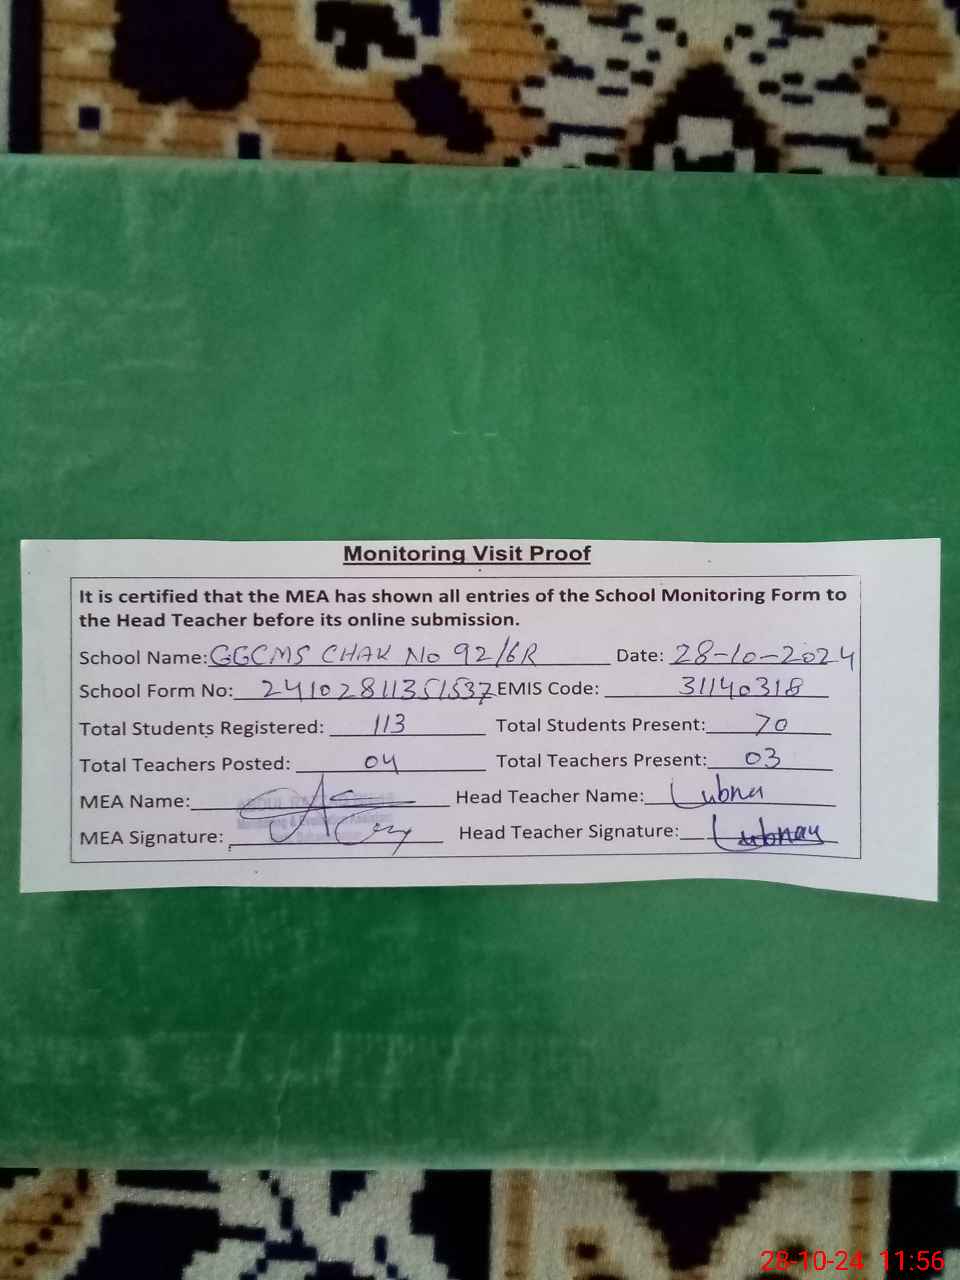 Monitoring Visit Proof
It is certified that the MEA has shown all entries of the School Monitoring Form to
the Head Teacher before its online submission.
School Name: GGCMS CHAK No 92/6R Date: 28-10-2024
School Form No: 24102811351537 EMIS Code: 31140318
Total Students Registered: 113 Total Students Present: 70
Total Teachers Posted: 04 Total Teachers Present: 03
MEA Name: Head Teacher Name: Lubna
MEA Signature: Head Teacher Signature: Lubnay
28-10-24 11:56